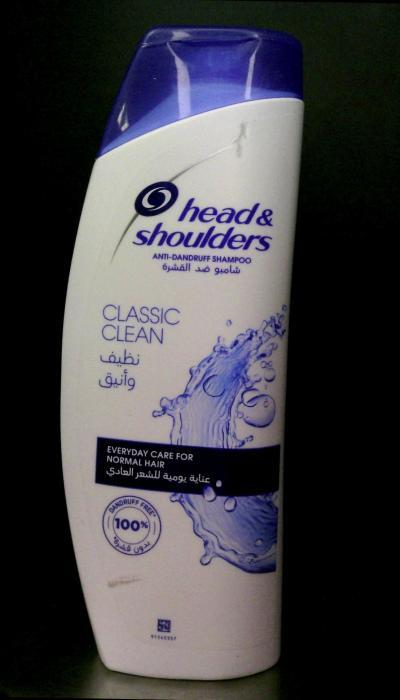 head &
shoulders
ANTI-DANDRUFF SHAMPOO
شامبو ضد القشرة
CLASSIC
CLEAN
نظيف
وأنيق
EVERYDAY CARE FOR
NORMAL HAIR
عناية يومية للشعر العادي
DANDRUFF FREE*
100%
بدون قشرة*